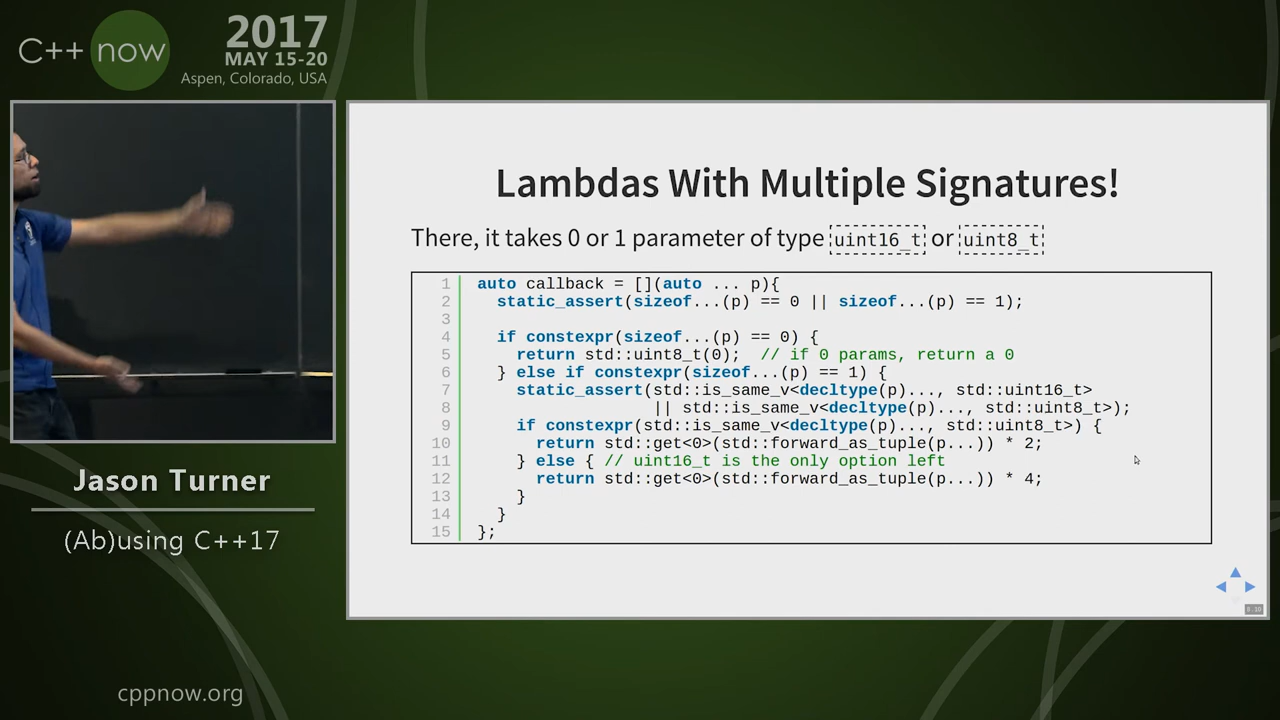 C++ now
2017
MAY 15-20
Aspen, Colorado, USA
Lambdas With Multiple Signatures!
There, it takes 0 or 1 parameter of type uint16_t or uint8_t
1 auto callback = [](auto ... p){
2   static_assert(sizeof...(p) == 0 || sizeof...(p) == 1);
3
4   if constexpr(sizeof...(p) == 0) {
5     return std::uint8_t(0);  // if 0 params, return a 0
6   } else if constexpr(sizeof...(p) == 1) {
7     static_assert(std::is_same_v<decltype(p)..., std::uint16_t>
8                   || std::is_same_v<decltype(p)..., std::uint8_t>);
9     if constexpr(std::is_same_v<decltype(p)..., std::uint8_t>) {
10       return std::get<0>(std::forward_as_tuple(p...)) * 2;
11     } else { // uint16_t is the only option left
12       return std::get<0>(std::forward_as_tuple(p...)) * 4;
13     }
14   }
15 };
Jason Turner
(Ab)using C++17
cppnow.org